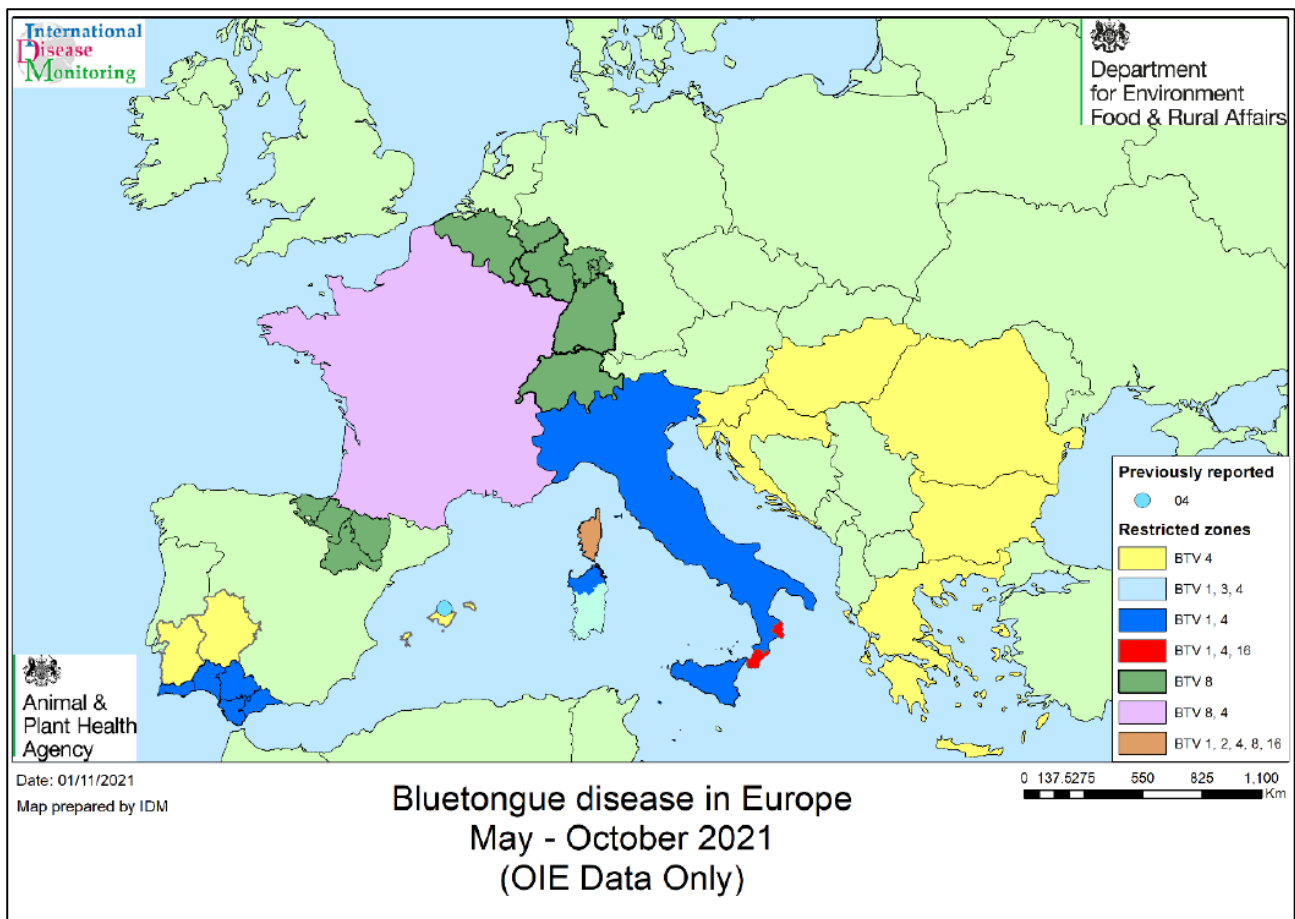 International
Disease
Monitoring
Department
for Environment
Food & Rural Affairs
Previously reported
04
Restricted zones
BTV 4
BTV 1, 3, 4
BTV 1, 4
BTV 1, 4, 16
BTV 8
BTV 8, 4
BTV 1, 2, 4, 8, 16
Animal &
Plant Health
Agency
Date: 01/11/2021
Map prepared by IDM
0 137.5275 550 825 1,100
Km
Bluetongue disease in Europe
May - October 2021
(OIE Data Only)